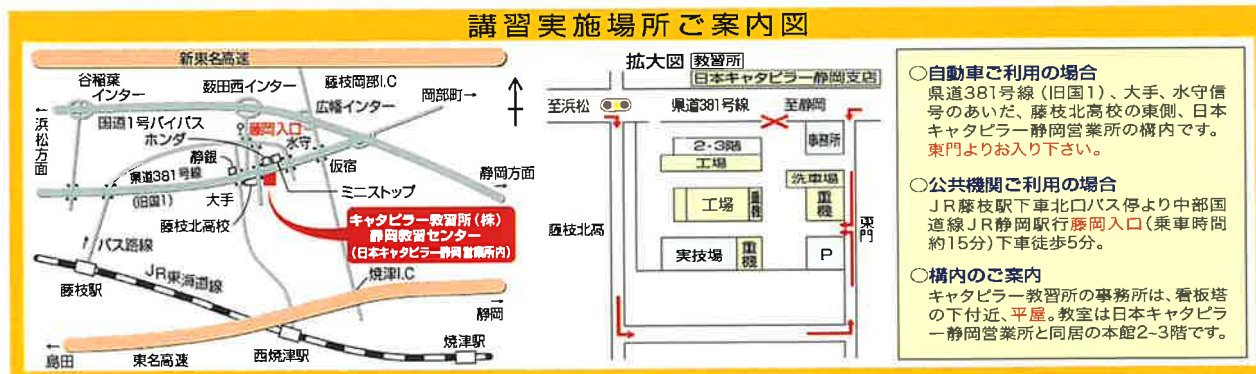 講習実施場所ご案内図
新東名高速
谷稲葉
インター
薮田西インター
藤枝岡部I.C
広幡インター
岡部町
←浜松方面
国道1号バイパス
藤岡入口
ホンダ
水守
静銀
仮宿
県道381号線
(旧国1)
大手
ミニストップ
静岡方面
藤枝北高校
キャタピラー教習所(株)
静岡教習センター
(日本キャタピラー静岡営業所内)
バス路線
JR東海道線
焼津I.C
藤枝駅
静岡
島田
東名高速
西焼津駅
焼津駅
拡大図 教習所
日本キャタピラー静岡支店
至浜松
県道381号線
至静岡
事務所
2-3階
工場
洗車場
工場
重機
重機
藤枝北高
東門
実技場
重機
P
○自動車ご利用の場合
県道381号線(旧国1)、大手、水守信
号のあいだ、藤枝北高校の東側、日本
キャタピラー静岡営業所の構内です。
東門よりお入り下さい。
○公共機関ご利用の場合
JR藤枝駅下車北口バス停より中部国
道線JR静岡駅行藤岡入口(乗車時間
約15分)下車徒歩5分。
○構内のご案内
キャタピラー教習所の事務所は、看板塔
の下付近、平屋。教室は日本キャタピラ
ー静岡営業所と同居の本館2~3階です。